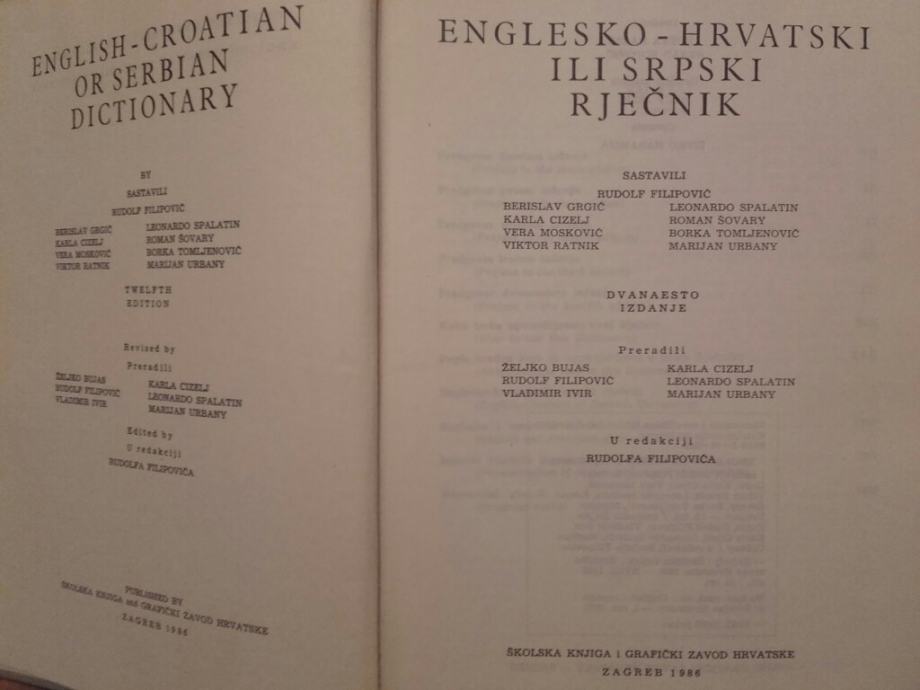 ENGLISH-CROATIAN
OR SERBIAN
DICTIONARY
BY
SASTAVILI
RUDOLF FILIPOVIĆ
BERISLAV GRGIĆ
KARLA CIZELJ
VERA MOSKOVIĆ
VIKTOR RATNIK
LEONARDO SPALATIN
ROMAN ŠOVARY
BORKA TOMLJENOVIĆ
MARIJAN URBANY
TWELFTH
EDITION
Revised by
Preradili
ŽELJKO BUJAS
RUDOLF FILIPOVIĆ
VLADIMIR IVIR
KARLA CIZELJ
LEONARDO SPALATIN
MARIJAN URBANY
Edited by
U redakciji
RUDOLFA FILIPOVIĆA
PUBLISHED BY
ŠKOLSKA KNJIGA and GRAFIČKI ZAVOD HRVATSKE
ZAGREB 1986
ENGLESKO - HRVATSKI
ILI SRPSKI
RJEČNIK
SASTAVILI
RUDOLF FILIPOVIĆ
BERISLAV GRGIĆ
KARLA CIZELJ
VERA MOSKOVIĆ
VIKTOR RATNIK
LEONARDO SPALATIN
ROMAN ŠOVARY
BORKA TOMLJENOVIĆ
MARIJAN URBANY
DVANAESTO
IZDANJE
Preradili
ŽELJKO BUJAS
RUDOLF FILIPOVIĆ
VLADIMIR IVIR
KARLA CIZELJ
LEONARDO SPALATIN
MARIJAN URBANY
U redakciji
RUDOLFA FILIPOVIĆA
ŠKOLSKA KNJIGA i GRAFIČKI ZAVOD HRVATSKE
ZAGREB 1986